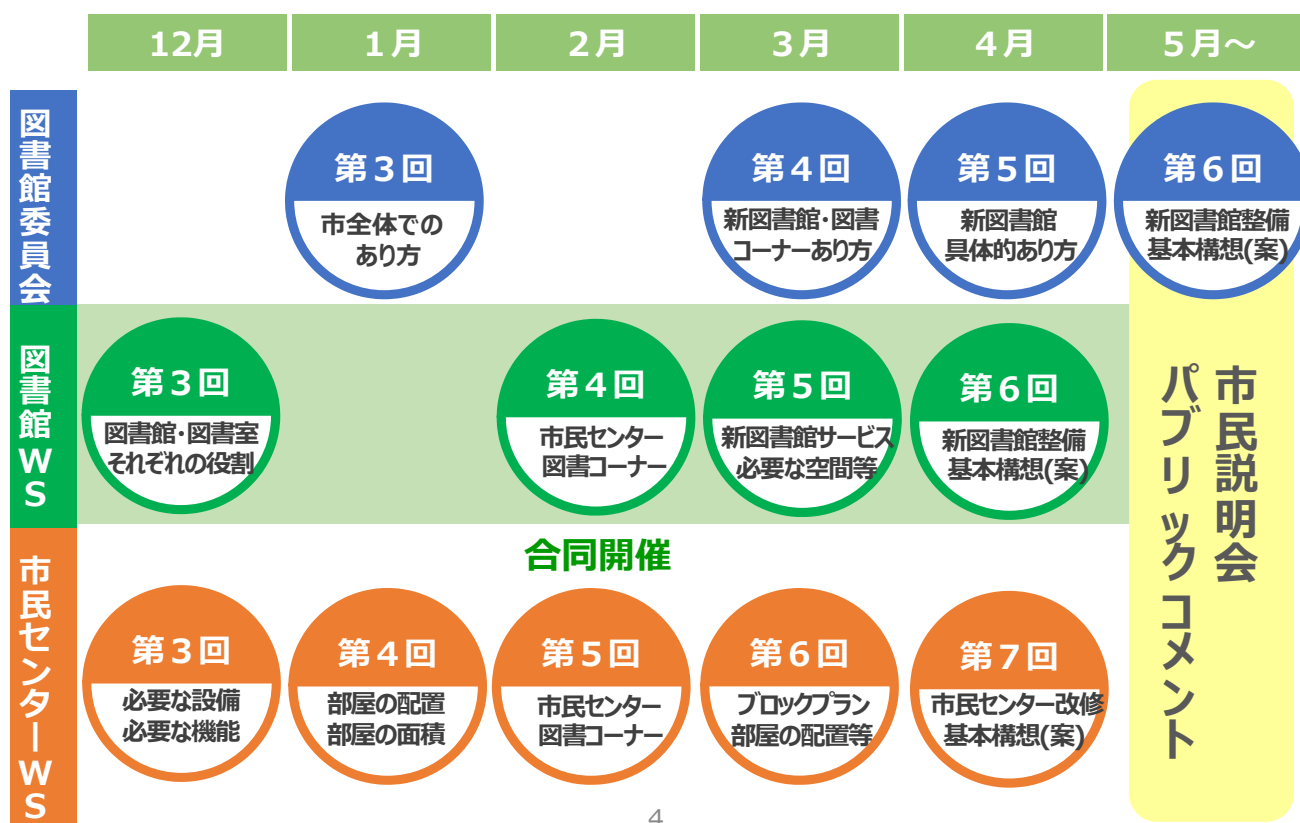 12月
1月
2月
3月
4月
5月～
図書館委員会
第3回
市全体での
あり方
第4回
新図書館・図書
コーナーあり方
第5回
新図書館
具体的あり方
第6回
新図書館整備
基本構想(案)
図書館WS
第3回
図書館・図書室
それぞれの役割
第4回
市民センター
図書コーナー
第5回
新図書館サービス
必要な空間等
第6回
新図書館整備
基本構想(案)
合同開催
市民センターWS
第3回
必要な設備
必要な機能
第4回
部屋の配置
部屋の面積
第5回
市民センター
図書コーナー
第6回
ブロックプラン
部屋の配置等
第7回
市民センター改修
基本構想(案)
市民説明会
パブリックコメント
4